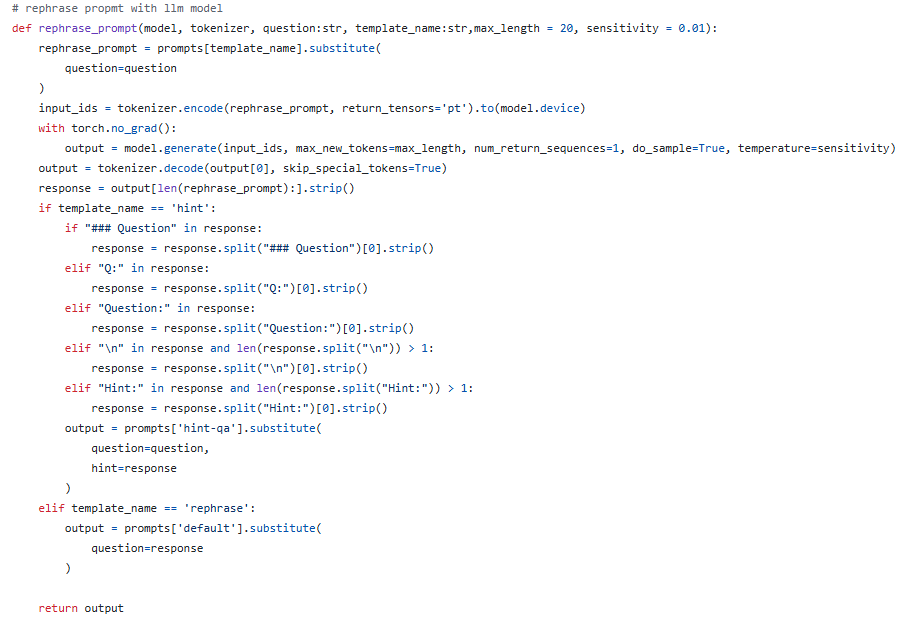 # rephrase propmt with llm model
def rephrase_prompt(model, tokenizer, question:str, template_name:str,max_length = 20, sensitivity = 0.01):
    rephrase_prompt = prompts[template_name].substitute(
        question=question
    )
    input_ids = tokenizer.encode(rephrase_prompt, return_tensors='pt').to(model.device)
    with torch.no_grad():
        output = model.generate(input_ids, max_new_tokens=max_length, num_return_sequences=1, do_sample=True, temperature=sensitivity)
    output = tokenizer.decode(output[0], skip_special_tokens=True)
    response = output[len(rephrase_prompt):].strip()
    if template_name == 'hint':
        if "### Question" in response:
            response = response.split("### Question")[0].strip()
        elif "Q:" in response:
            response = response.split("Q:")[0].strip()
        elif "Question:" in response:
            response = response.split("Question:")[0].strip()
        elif "\n" in response and len(response.split("\n")) > 1:
            response = response.split("\n")[0].strip()
        elif "Hint:" in response and len(response.split("Hint:")) > 1:
            response = response.split("Hint:")[0].strip()
        output = prompts['hint-qa'].substitute(
            question=question,
            hint=response
        )
    elif template_name == 'rephrase':
        output = prompts['default'].substitute(
            question=response
        )

    return output